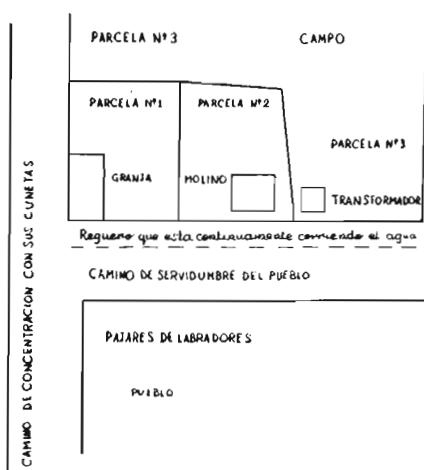 PARCELA Nº3
CAMPO
PARCELA Nº1
PARCELA Nº2
PARCELA Nº3
GRANJA
MOLINO
TRANSFORMADOR
Reguero que esta continuamente corriendo el agua
CAMINO DE SERVIDUMBRE DEL PUEBLO
PAJARES DE LABRADORES
PUEBLO
CAMINO DE CONCENTRACION CON SUS CUNETAS